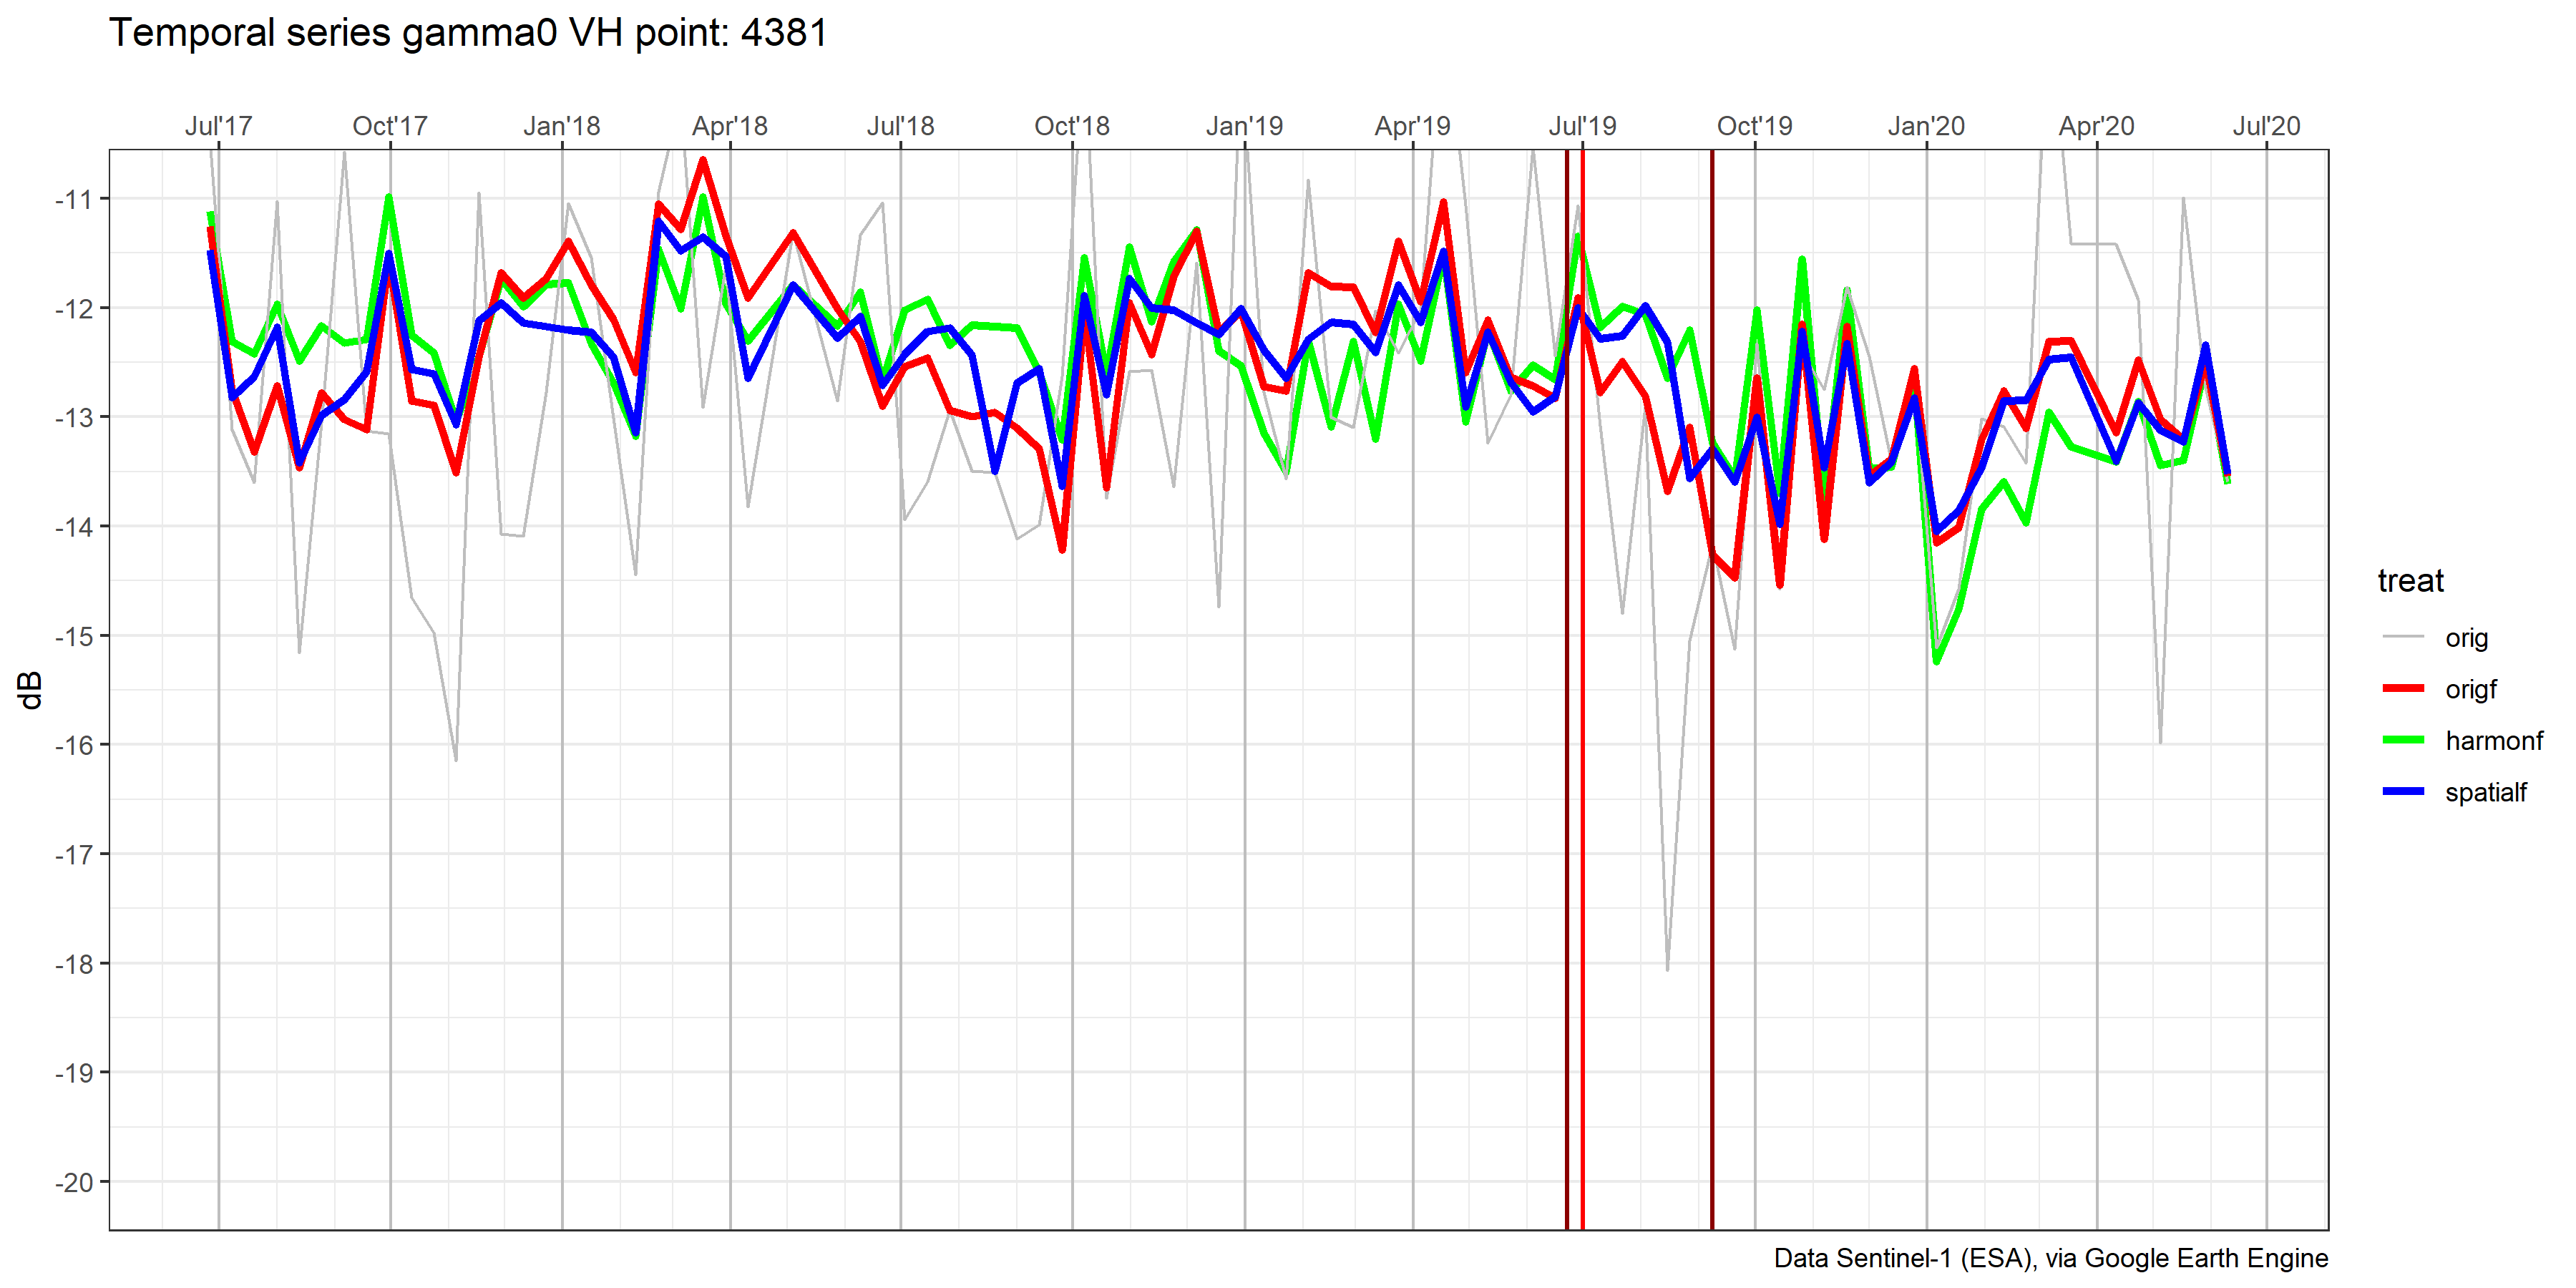 Temporal series gamma0 VH point: 4381
Jul'17 Oct'17 Jan'18 Apr'18 Jul'18 Oct'18 Jan'19 Apr'19 Jul'19 Oct'19 Jan'20 Apr'20 Jul'20
-11
-12
-13
-14
-15
-16
-17
-18
-19
-20
dB
treat
orig
origf
harmonf
spatialf
Data Sentinel-1 (ESA), via Google Earth Engine